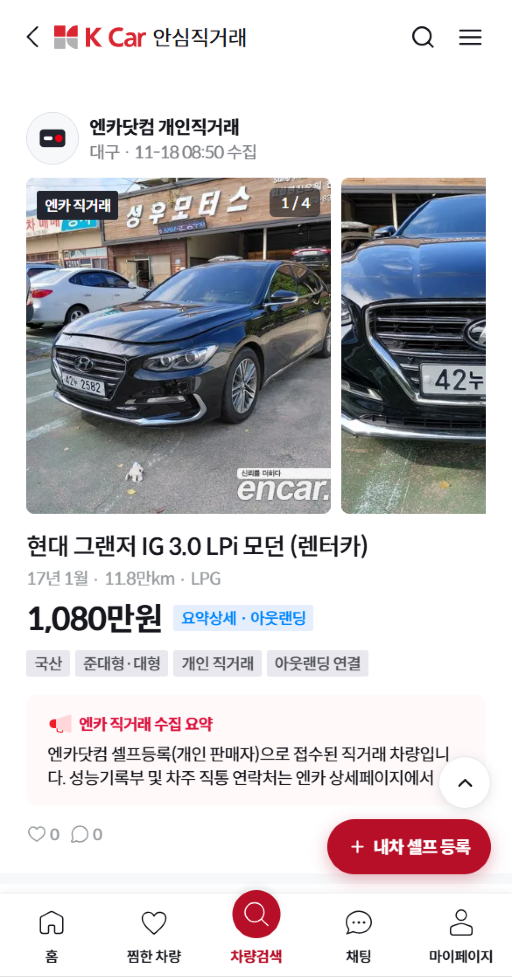 K Car 안심직거래
엔카닷컴 개인직거래
대구 · 11-18 08:50 수집
엔카 직거래
1 / 4
성우모터스
42누 2582
42누
신뢰를 더하다
encar.
현대 그랜저 IG 3.0 LPi 모던 (렌터카)
17년 1월 · 11.8만km · LPG
1,080만원 요약상세 · 아웃랜딩
국산 준대형·대형 개인 직거래 아웃랜딩 연결
엔카 직거래 수집 요약
엔카닷컴 셀프등록(개인 판매자)으로 접수된 직거래 차량입니
다. 성능기록부 및 차주 직통 연락처는 엔카 상세페이지에서
0 0
+ 내차 셀프 등록
홈 찜한 차량 차량검색 채팅 마이페이지